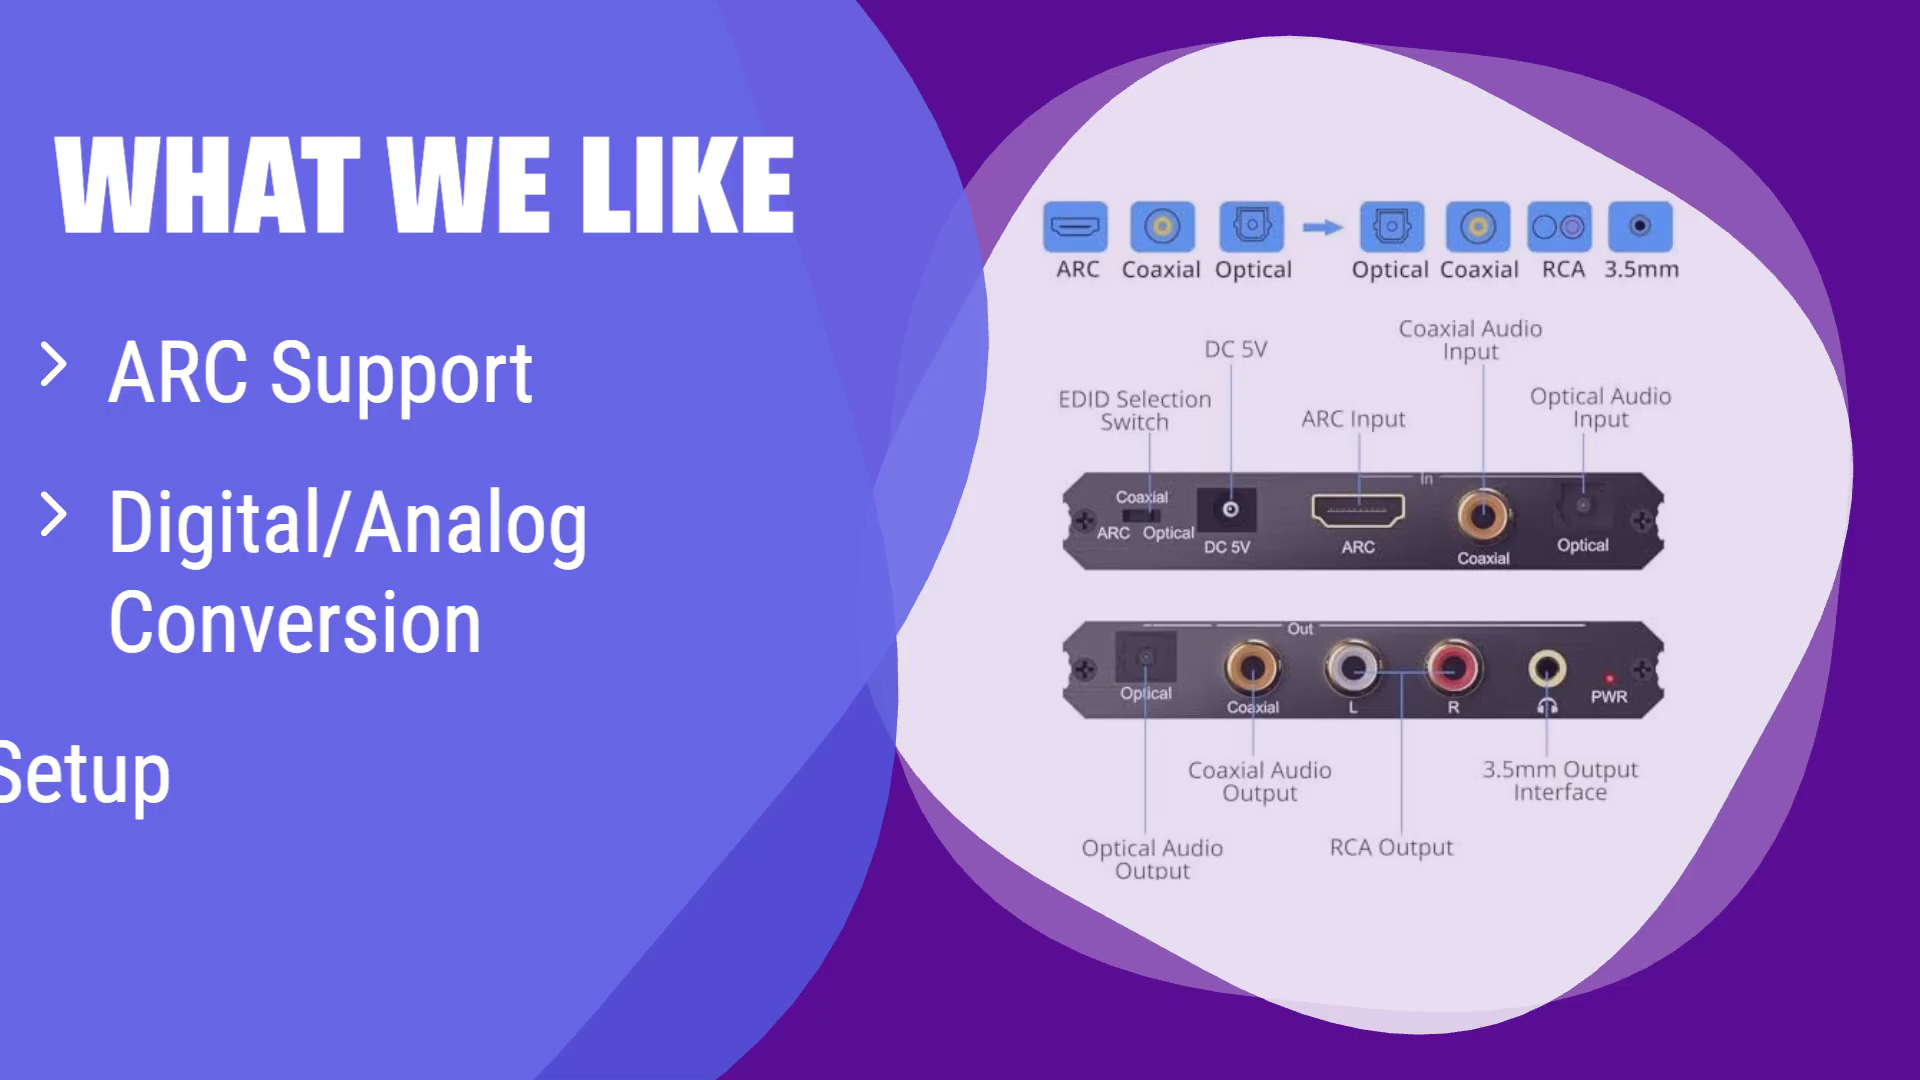 WHAT WE LIKE
ARC Support
Digital/Analog
Conversion
Setup
ARC Coaxial Optical Optical Coaxial RCA 3.5mm
DC 5V
Coaxial Audio
Input
EDID Selection
Switch
ARC Input
Optical Audio
Input
In
Coaxial
ARC Optical
DC 5V
ARC
Coaxial
Optical
Out
Optical
Coaxial
L
R
PWR
Coaxial Audio
Output
3.5mm Output
Interface
Optical Audio
Output
RCA Output